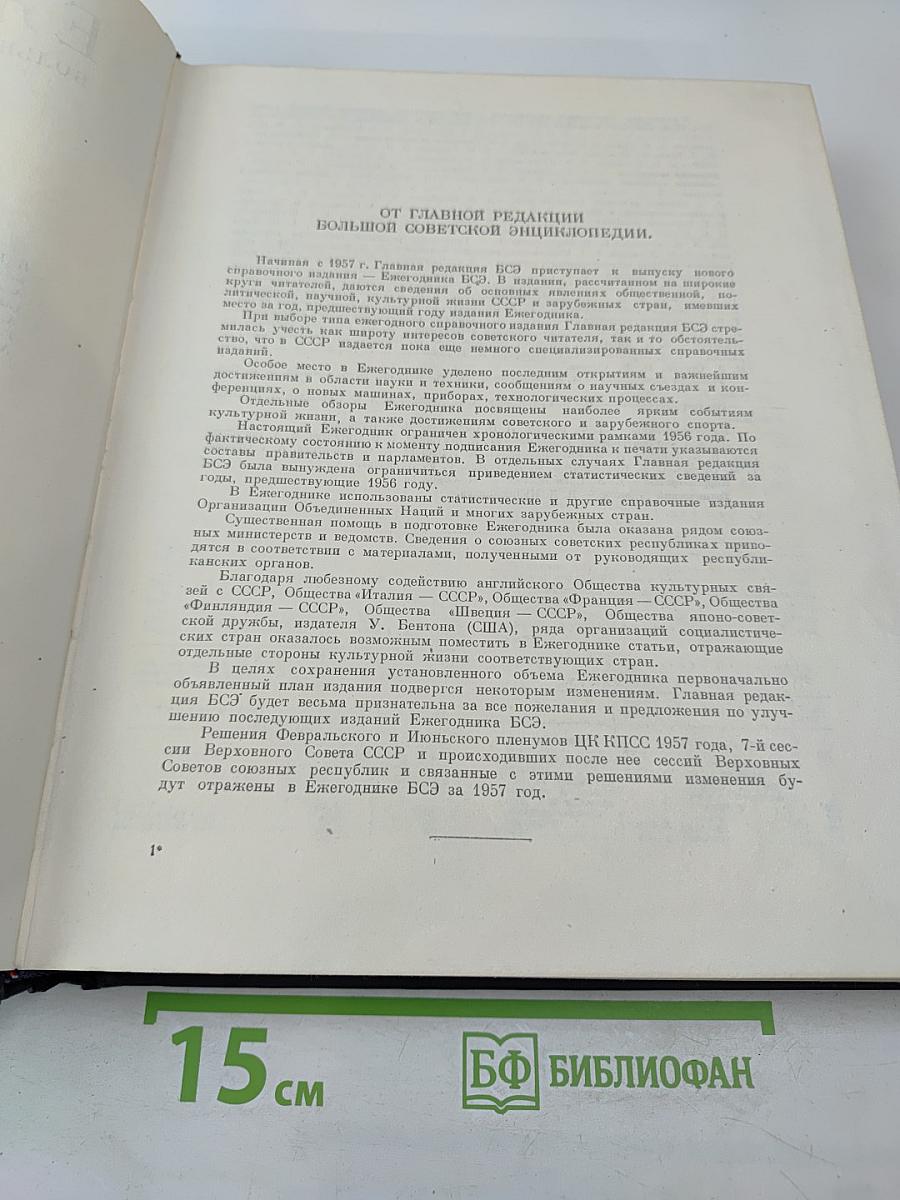 ОТ ГЛАВНОЙ РЕДАКЦИИ
БОЛЬШОЙ СОВЕТСКОЙ ЭНЦИКЛОПЕДИИ.
Начиная с 1957 г. Главная редакция БСЭ приступает к выпуску нового
справочного издания — Ежегодника БСЭ. В издании, рассчитанном на широкие
круги читателей, даются сведения об основных явлениях общественной, по-
литической, научной, культурной жизни СССР и зарубежных стран, имевших
место за год, предшествующий году издания Ежегодника.
При выборе типа ежегодного справочного издания Главная редакция БСЭ стре-
милась учесть как широту интересов советского читателя, так и то обстоятель-
ство, что в СССР издается пока еще немного специализированных справочных
изданий.
Особое место в Ежегоднике уделено последним открытиям и важнейшим
достижениям в области науки и техники, сообщениям о научных съездах и кон-
ференциях, о новых машинах, приборах, технологических процессах.
Отдельные обзоры Ежегодника посвящены наиболее ярким событиям
культурной жизни, а также достижениям советского и зарубежного спорта.
Настоящий Ежегодник ограничен хронологическими рамками 1956 года. По
фактическому состоянию к моменту подписания Ежегодника к печати указываются
составы правительств и парламентов. В отдельных случаях Главная редакция
БСЭ была вынуждена ограничиться приведением статистических сведений за
годы, предшествующие 1956 году.
В Ежегоднике использованы статистические и другие справочные издания
Организации Объединенных Наций и многих зарубежных стран.
Существенная помощь в подготовке Ежегодника была оказана рядом союз-
ных министерств и ведомств. Сведения о союзных советских республиках приво-
дятся в соответствии с материалами, полученными от руководящих республи-
канских органов.
Благодаря любезному содействию английского Общества культурных свя-
зей с СССР, Общества «Италия — СССР», Общества «Франция — СССР», Общества
«Финляндия — СССР», Общества «Швеция — СССР», Общества японо-совет-
ской дружбы, издателя У. Бентона (США), ряда организаций социалистиче-
ских стран оказалось возможным поместить в Ежегоднике статьи, отражающие
отдельные стороны культурной жизни соответствующих стран.
В целях сохранения установленного объема Ежегодника первоначально
объявленный план издания подвергся некоторым изменениям. Главная редак-
ция БСЭ будет весьма признательна за все пожелания и предложения по улуч-
шению последующих изданий Ежегодника БСЭ.
Решения Февральского и Июньского пленумов ЦК КПСС 1957 года, 7-й сес-
сии Верховного Совета СССР и происходивших после нее сессий Верховных
Советов союзных республик и связанные с этими решениями изменения бу-
дут отражены в Ежегоднике БСЭ за 1957 год.
1*
15 см
БФ БИБЛИОФАН